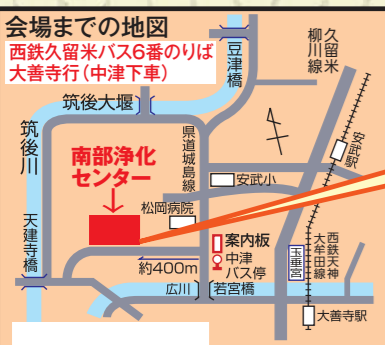 会場までの地図
西鉄久留米バス6番のりば
大善寺行(中津下車)
豆津橋
久留米
柳川線
筑後大堰
筑後川
県道城島線
安武駅
南部浄化
センター
安武小
松岡病院
天建寺橋
案内板
中津
バス停
約400m
玉垂宮
西鉄天神
大牟田線
広川
若宮橋
大善寺駅